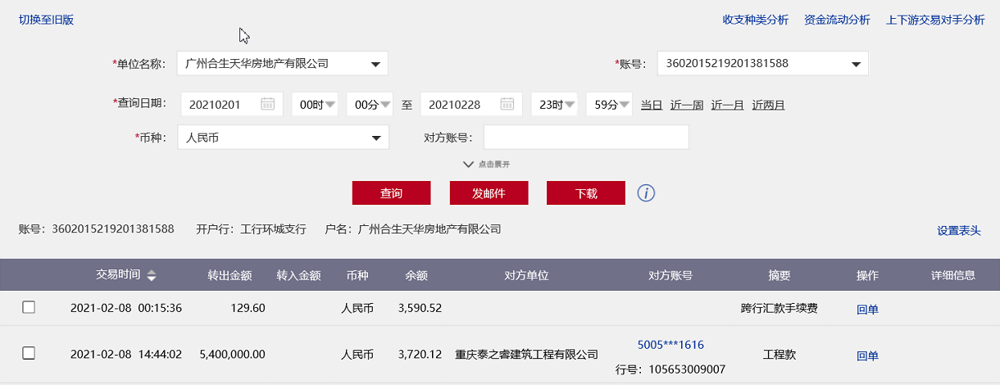 切换至旧版 收支种类分析 资金流动分析 上下游交易对手分析
*单位名称: 广州合生天华房地产有限公司 *账号: 3602015219201381588
*查询日期: 20210201 00时 00分 至 20210228 23时 59分 当日 近一周 近一月 近两月
*币种: 人民币 对方账号:
点击展开
查询 发邮件 下载 i
账号: 3602015219201381588 开户行: 工行环城支行 户名: 广州合生天华房地产有限公司 设置表头
交易时间 转出金额 转入金额 币种 余额 对方单位 对方账号 摘要 操作 详细信息
2021-02-08 00:15:36 129.60 人民币 3,590.52 跨行汇款手续费 回单
2021-02-08 14:44:02 5,400,000.00 人民币 3,720.12 重庆泰之睿建筑工程有限公司 5005***1616 工程款 回单
行号: 105653009007